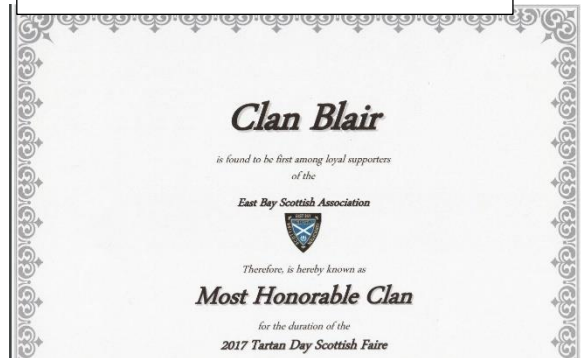 Clan Blair
is found to be first among loyal supporters
of the
East Bay Scottish Association
Therefore, is hereby known as
Most Honorable Clan
for the duration of the
2017 Tartan Day Scottish Faire